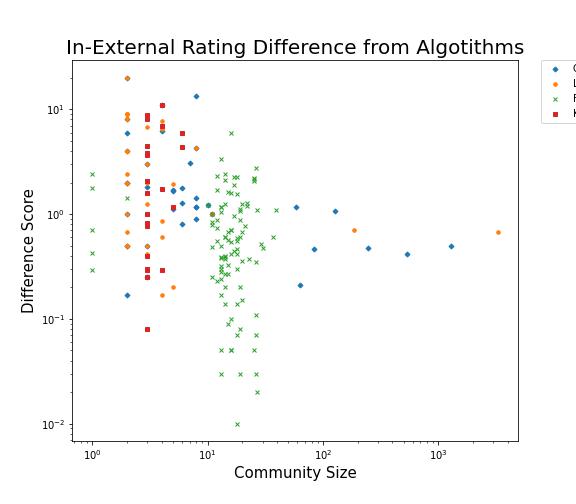 In-External Rating Difference from Algotithms
Difference Score
10¹
10⁰
10⁻¹
10⁻²
10⁰ 10¹ 10² 10³
Community Size